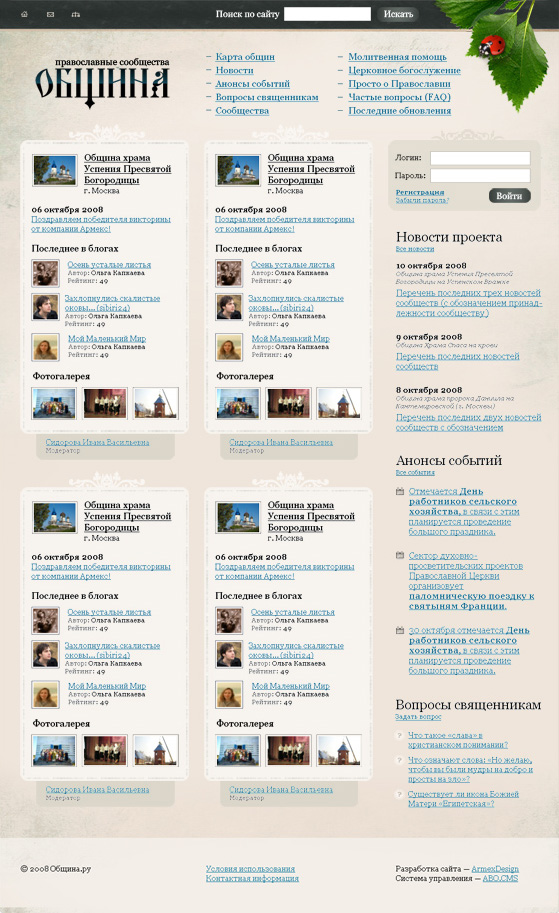 Поиск по сайту
Искать
православные сообщества
ОБЩИНА
— Карта общин
— Новости
— Анонсы событий
— Вопросы священникам
— Сообщества
— Молитвенная помощь
— Церковное богослужение
— Просто о Православии
— Частые вопросы (FAQ)
— Последние обновления
Община храма
Успения Пресвятой
Богородицы
г. Москва
06 октября 2008
Поздравляем победителя викторины
от компании Армекс!
Последнее в блогах
Осень усталые листья
Автор: Ольга Капкаева
Рейтинг: 49
Захлопнулись скалистые
оковы... (sibiri24)
Автор: Ольга Капкаева
Рейтинг: 49
Мой Маленький Мир
Автор: Ольга Капкаева
Рейтинг: 49
Фотогалерея
Сидорова Ивана Васильевна
Модератор
Община храма
Успения Пресвятой
Богородицы
г. Москва
06 октября 2008
Поздравляем победителя викторины
от компании Армекс!
Последнее в блогах
Осень усталые листья
Автор: Ольга Капкаева
Рейтинг: 49
Захлопнулись скалистые
оковы... (sibiri24)
Автор: Ольга Капкаева
Рейтинг: 49
Мой Маленький Мир
Автор: Ольга Капкаева
Рейтинг: 49
Фотогалерея
Сидорова Ивана Васильевна
Модератор
Община храма
Успения Пресвятой
Богородицы
г. Москва
06 октября 2008
Поздравляем победителя викторины
от компании Армекс!
Последнее в блогах
Осень усталые листья
Автор: Ольга Капкаева
Рейтинг: 49
Захлопнулись скалистые
оковы... (sibiri24)
Автор: Ольга Капкаева
Рейтинг: 49
Мой Маленький Мир
Автор: Ольга Капкаева
Рейтинг: 49
Фотогалерея
Сидорова Ивана Васильевна
Модератор
Община храма
Успения Пресвятой
Богородицы
г. Москва
06 октября 2008
Поздравляем победителя викторины
от компании Армекс!
Последнее в блогах
Осень усталые листья
Автор: Ольга Капкаева
Рейтинг: 49
Захлопнулись скалистые
оковы... (sibiri24)
Автор: Ольга Капкаева
Рейтинг: 49
Мой Маленький Мир
Автор: Ольга Капкаева
Рейтинг: 49
Фотогалерея
Сидорова Ивана Васильевна
Модератор
Логин:
Пароль:
Регистрация
Забыли пароль?
Войти
Новости проекта
Все новости
10 октября 2008
Община храма Успения Пресвятой
Богородицы на Успенском Вражке
Перечень последних трех новостей
сообществ (с обозначением принад-
лежности сообществу)
9 октября 2008
Община Храма Спаса на крови
Перечень последних новостей
сообществ
8 октября 2008
Община храма пророка Даниила на
Кантемировской (г. Москвы)
Перечень последних двух новостей
сообществ с обозначением
Анонсы событий
Все события
Отмечается День
работников сельского
хозяйства, в связи с этим
планируется проведение
большого праздника.
Сектор духовно-
просветительских проектов
Православной Церкви
организовует
паломническую поездку к
святыням Франции.
30 октября отмечается День
работников сельского
хозяйства, в связи с этим
планируется проведение
большого праздника.
Вопросы священникам
Задать вопрос
? Что такое «слава» в
христианском понимании?
? Что означают слова: «Но желаю,
чтобы вы были мудры на добро и
просты на зло»?
? Существует ли икона Божией
Матери «Египетская»?
© 2008 Община.ру
Условия использования
Контактная информация
Разработка сайта — ArmexDesign
Система управления — ABO.CMS